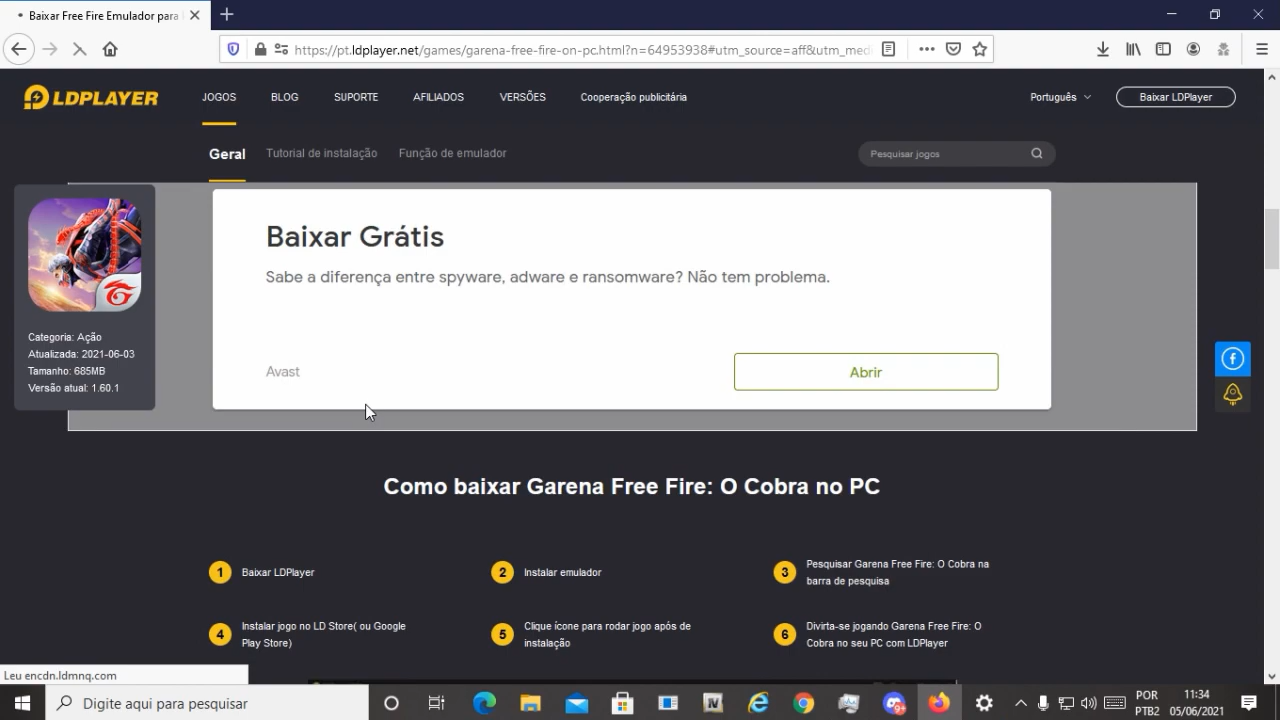 Baixar Free Fire Emulador para
https://pt.ldplayer.net/games/garena-free-fire-on-pc.html?n=64953938#utm_source=aff&utm_med
LDPLAYER
JOGOS
BLOG
SUPORTE
AFILIADOS
VERSÕES
Cooperação publicitária
Português
Baixar LDPlayer
Geral
Tutorial de instalação
Função de emulador
Pesquisar jogos
Categoria: Ação
Atualizada: 2021-06-03
Tamanho: 685MB
Versão atual: 1.60.1
Baixar Grátis
Sabe a diferença entre spyware, adware e ransomware? Não tem problema.
Avast
Abrir
Como baixar Garena Free Fire: O Cobra no PC
1 Baixar LDPlayer
2 Instalar emulador
3 Pesquisar Garena Free Fire: O Cobra na
barra de pesquisa
4 Instalar jogo no LD Store( ou Google
Play Store)
5 Clique ícone para rodar jogo após de
instalação
6 Divirta-se jogando Garena Free Fire: O
Cobra no seu PC com LDPlayer
Leu encdn.ldmnq.com
Digite aqui para pesquisar
POR
PTB2
11:34
05/06/2021